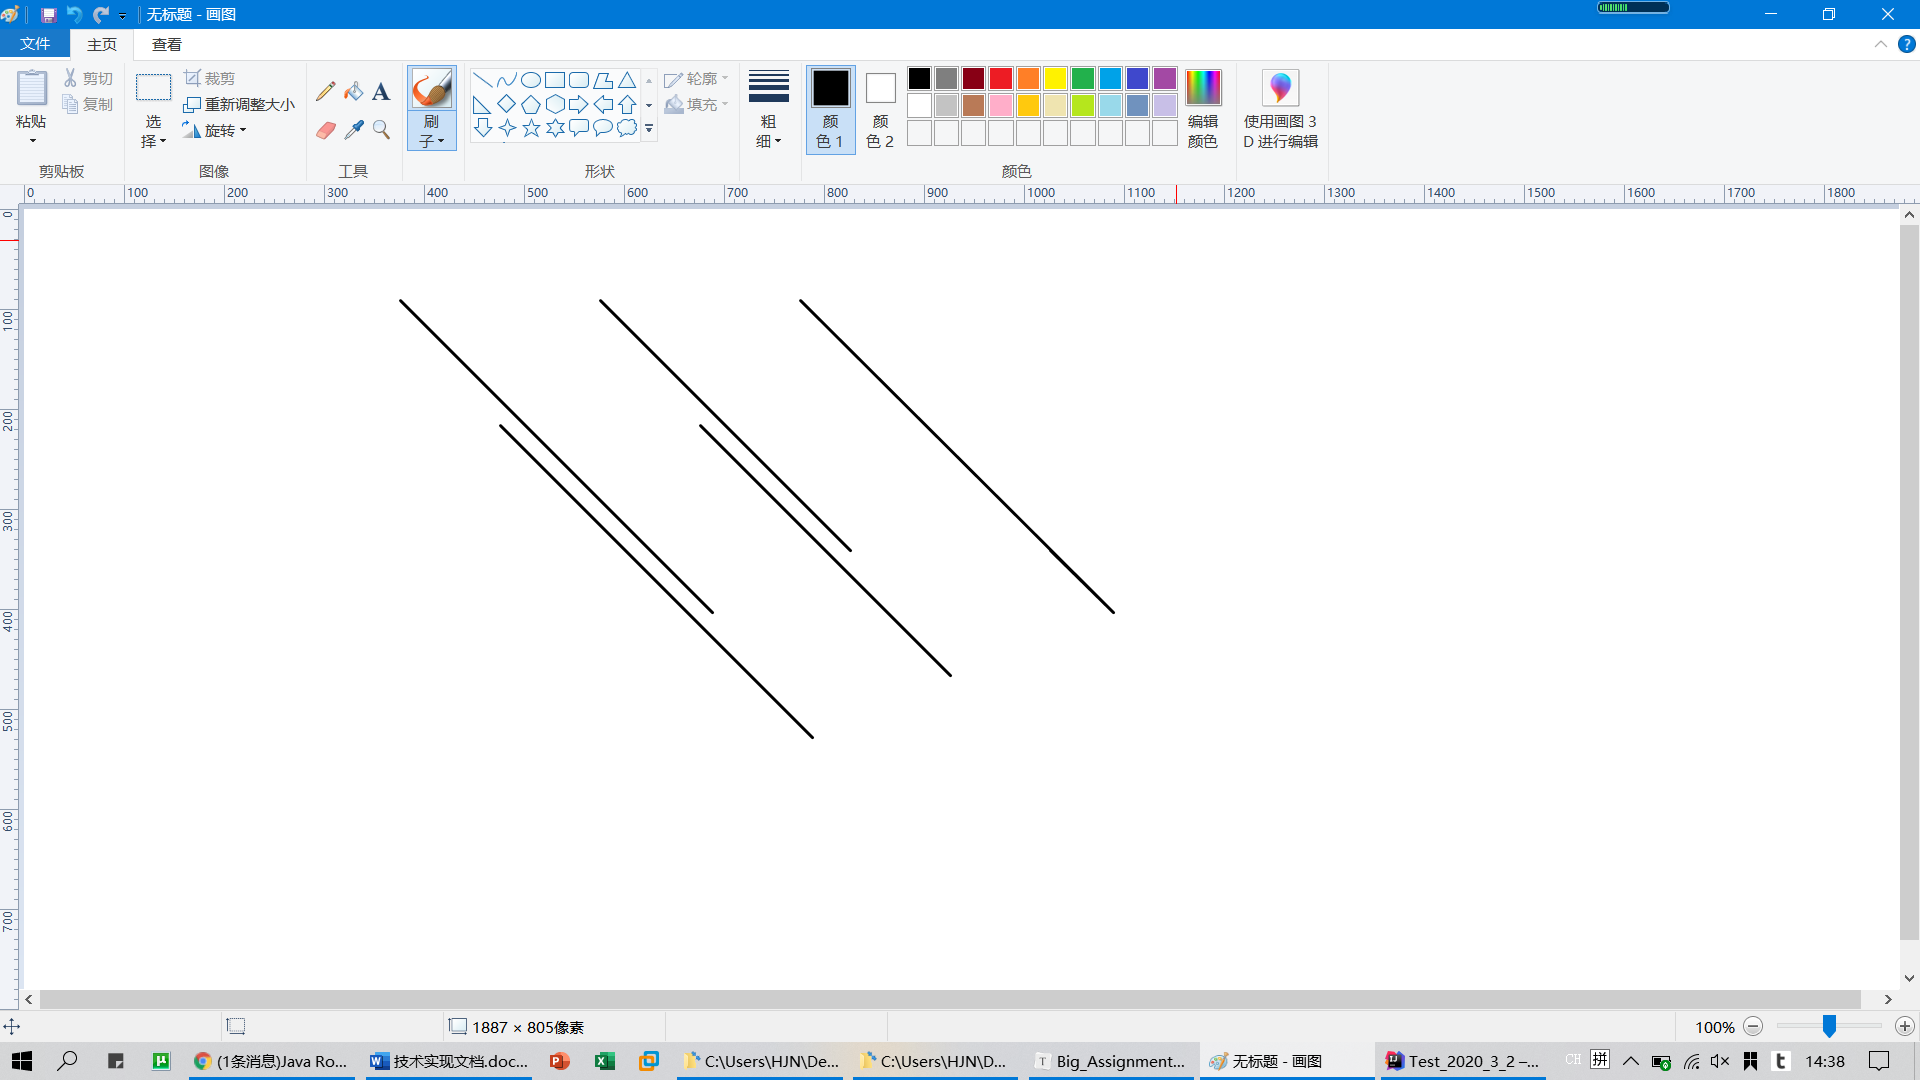 无标题 - 画图
文件 主页 查看
粘贴 剪切 复制
选择 裁剪 重新调整大小 旋转
A
刷子
轮廓 填充
粗细
颜色 1 颜色 2
编辑颜色
使用画图 3D 进行编辑
?
剪贴板 图像 工具 形状 颜色
0 100 200 300 400 500 600 700 800 900 1000 1100 1200 1300 1400 1500 1600 1700 1800
0
100
200
300
400
500
600
700
1887 × 805像素 100%
(1条消息)Java Ro... 技术实现文档.doc... C:\Users\HJN\De... C:\Users\HJN\D... Big_Assignment... 无标题 - 画图 Test_2020_3_2 –... CH 拼 14:38